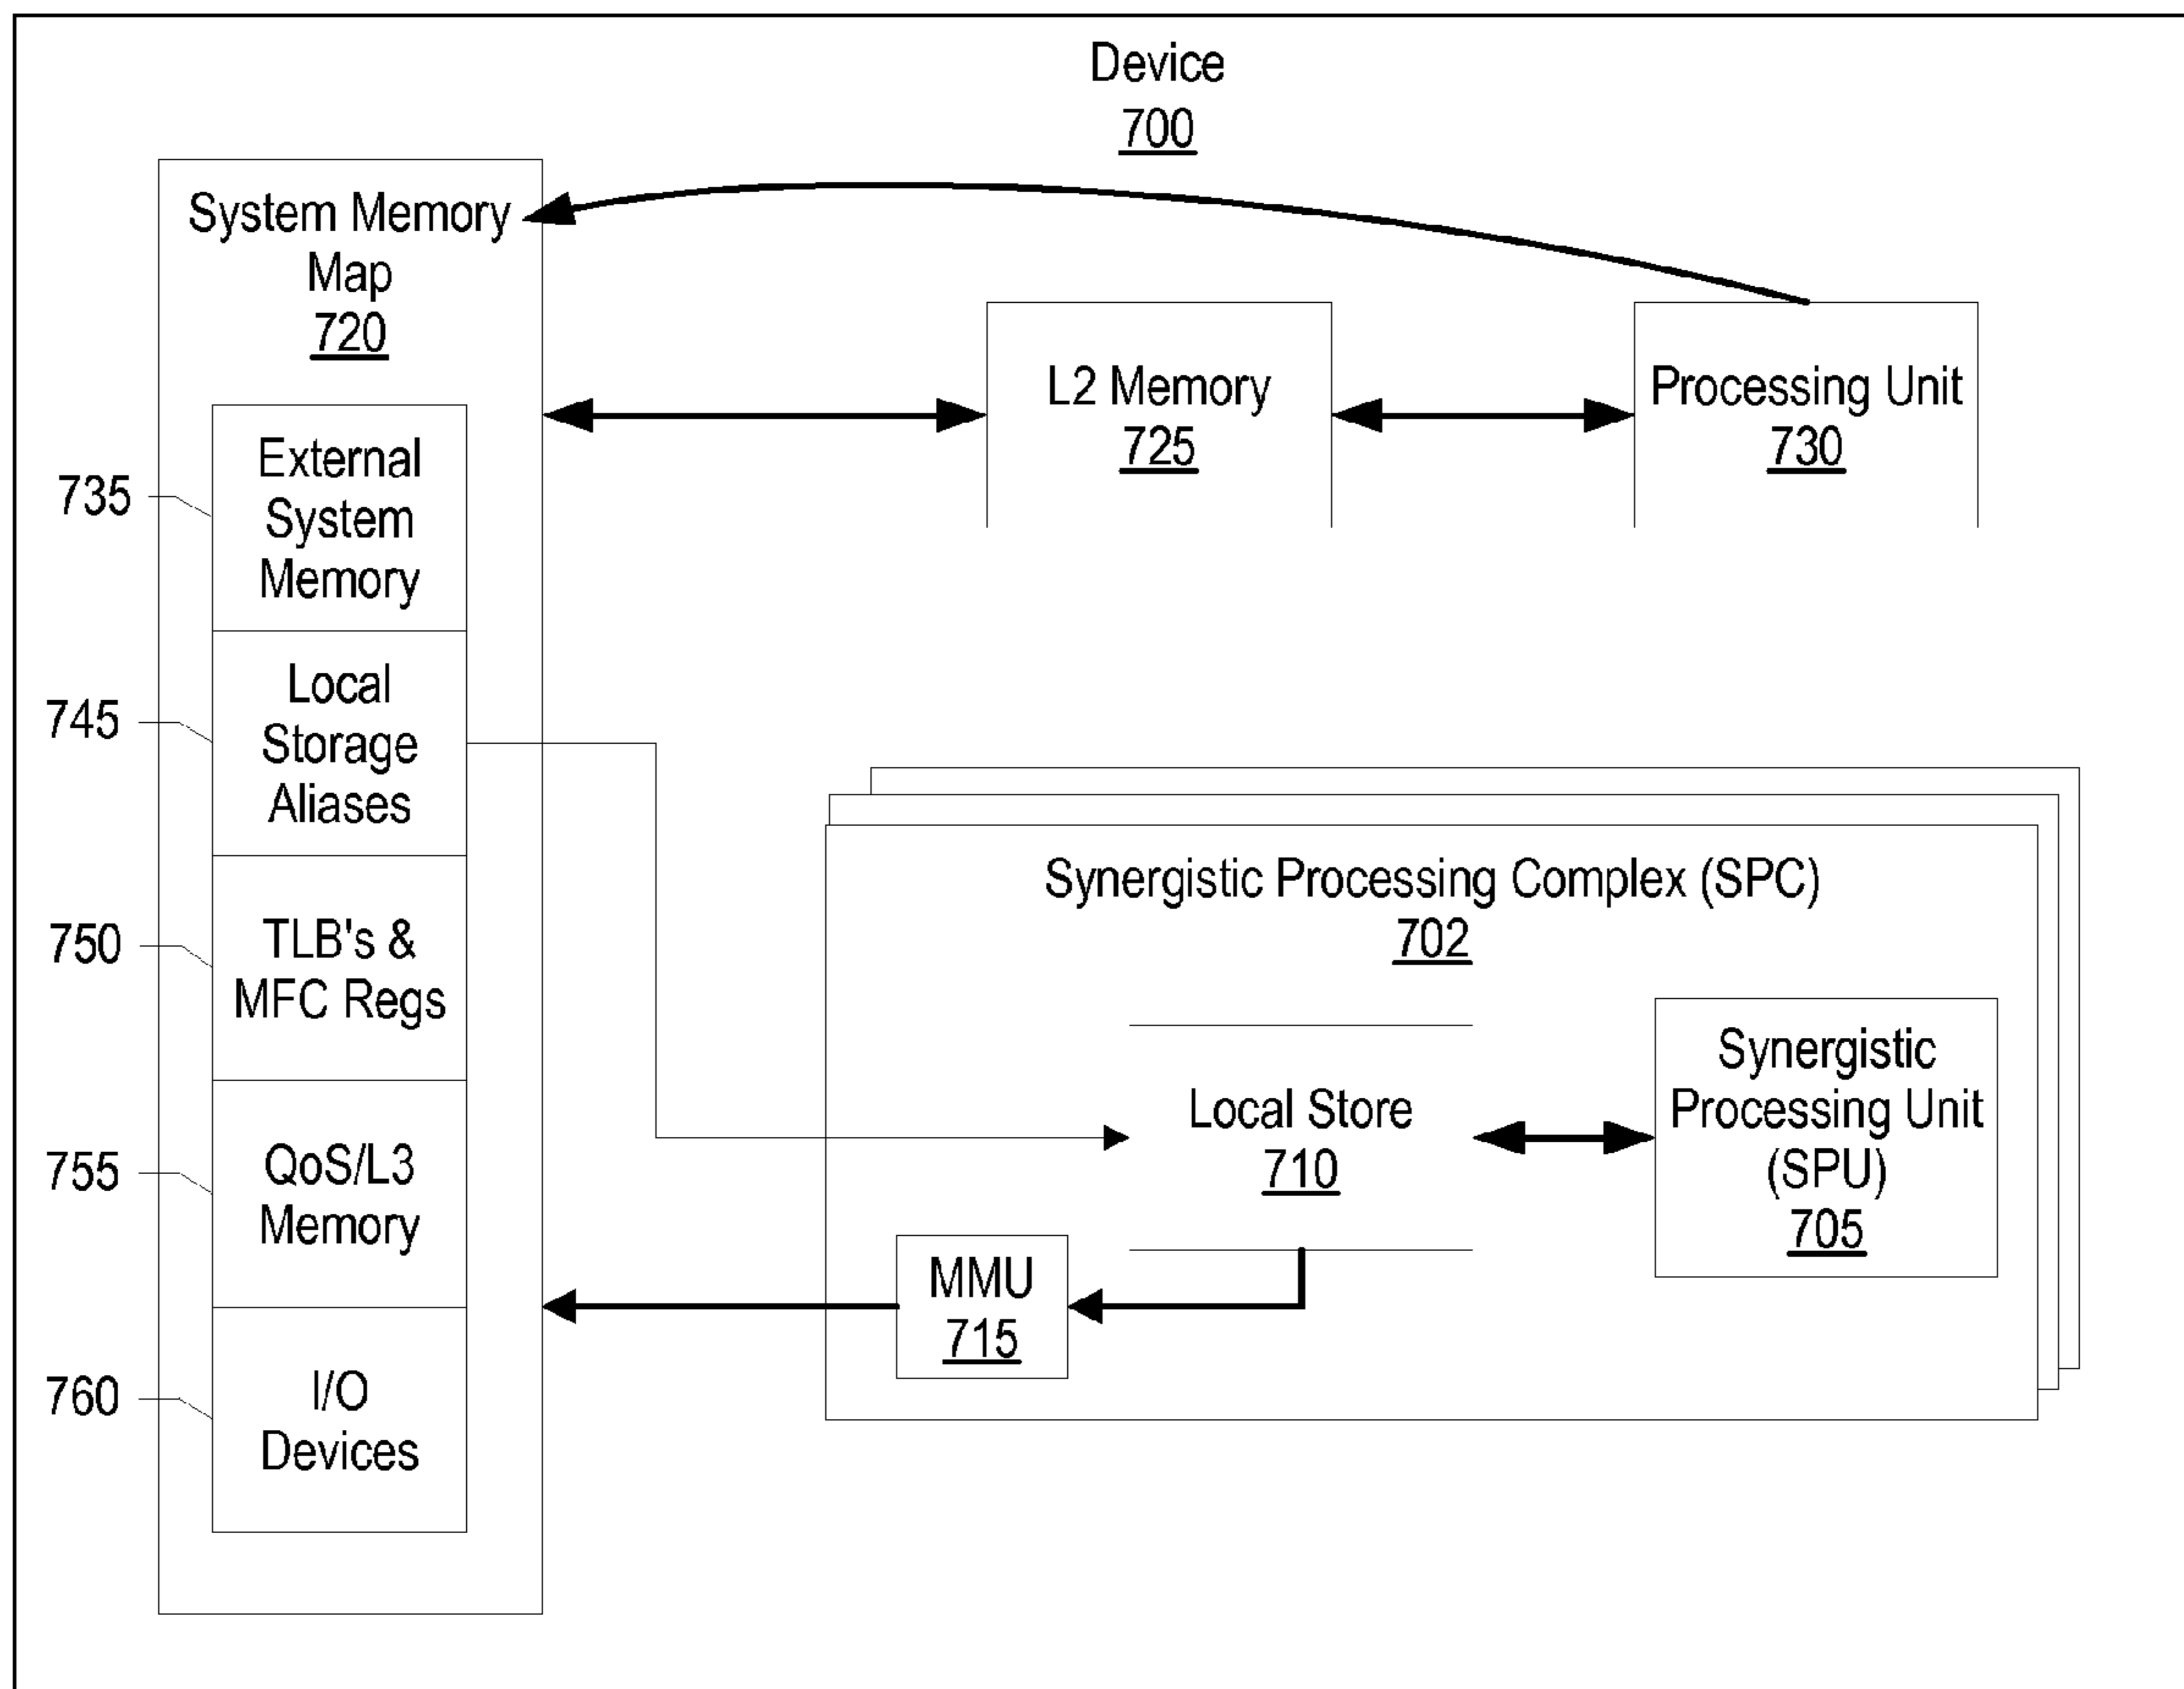 Device
700
System Memory
Map
720
L2 Memory
725
Processing Unit
730
735
External
System
Memory
745
Local
Storage
Aliases
750
TLB's &
MFC Regs
755
QoS/L3
Memory
760
I/O
Devices
Synergistic Processing Complex (SPC)
702
Local Store
710
Synergistic
Processing Unit
(SPU)
705
MMU
715